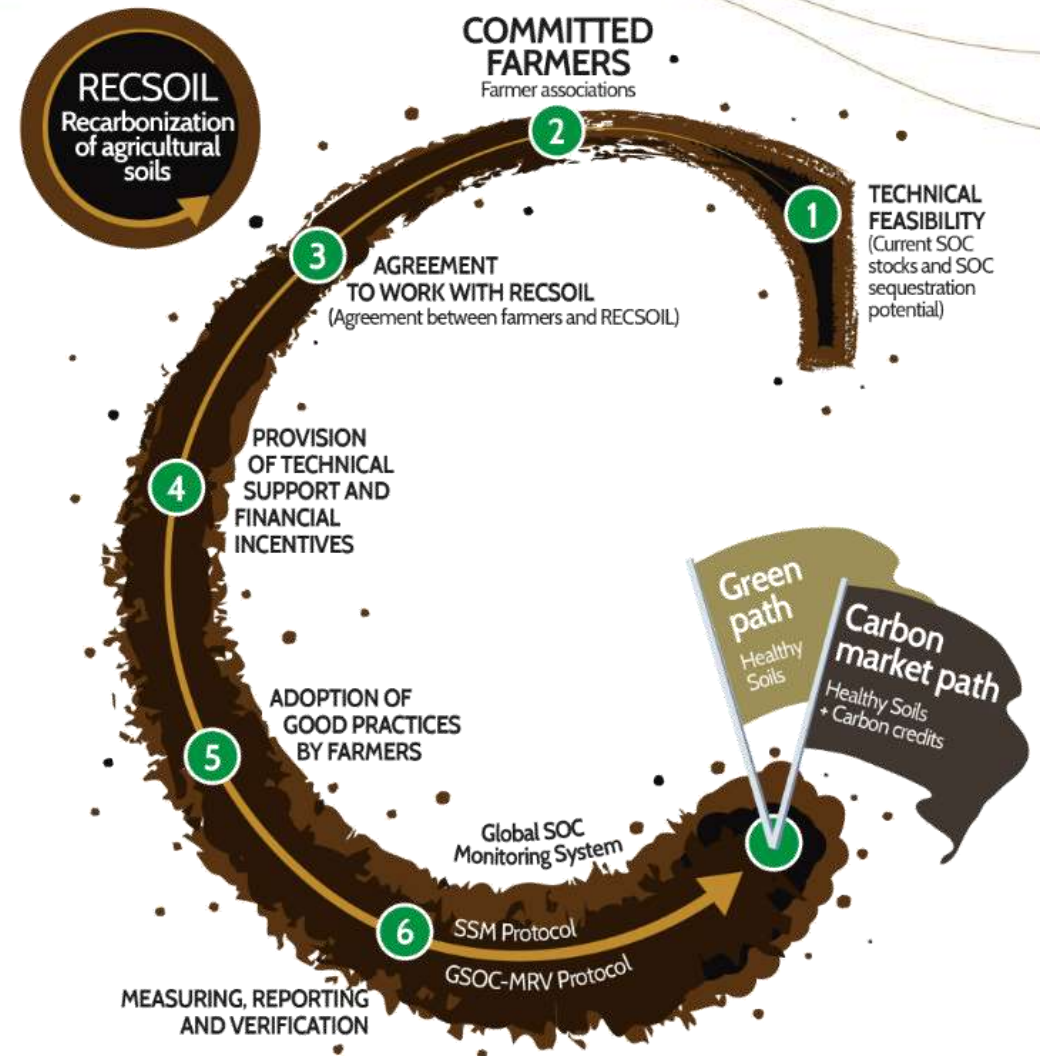 RECSOIL
Recarbonization
of agricultural
soils
COMMITTED
FARMERS
Farmer associations
2
1
TECHNICAL
FEASIBILITY
(Current SOC
stocks and SOC
sequestration
potential)
3
AGREEMENT
TO WORK WITH RECSOIL
(Agreement between farmers and RECSOIL)
4
PROVISION
OF TECHNICAL
SUPPORT AND
FINANCIAL
INCENTIVES
5
ADOPTION OF
GOOD PRACTICES
BY FARMERS
6
MEASURING, REPORTING
AND VERIFICATION
Global SOC
Monitoring System
SSM Protocol
GSOC-MRV Protocol
Green
path
Healthy
Soils
Carbon
market path
Healthy Soils
+ Carbon credits